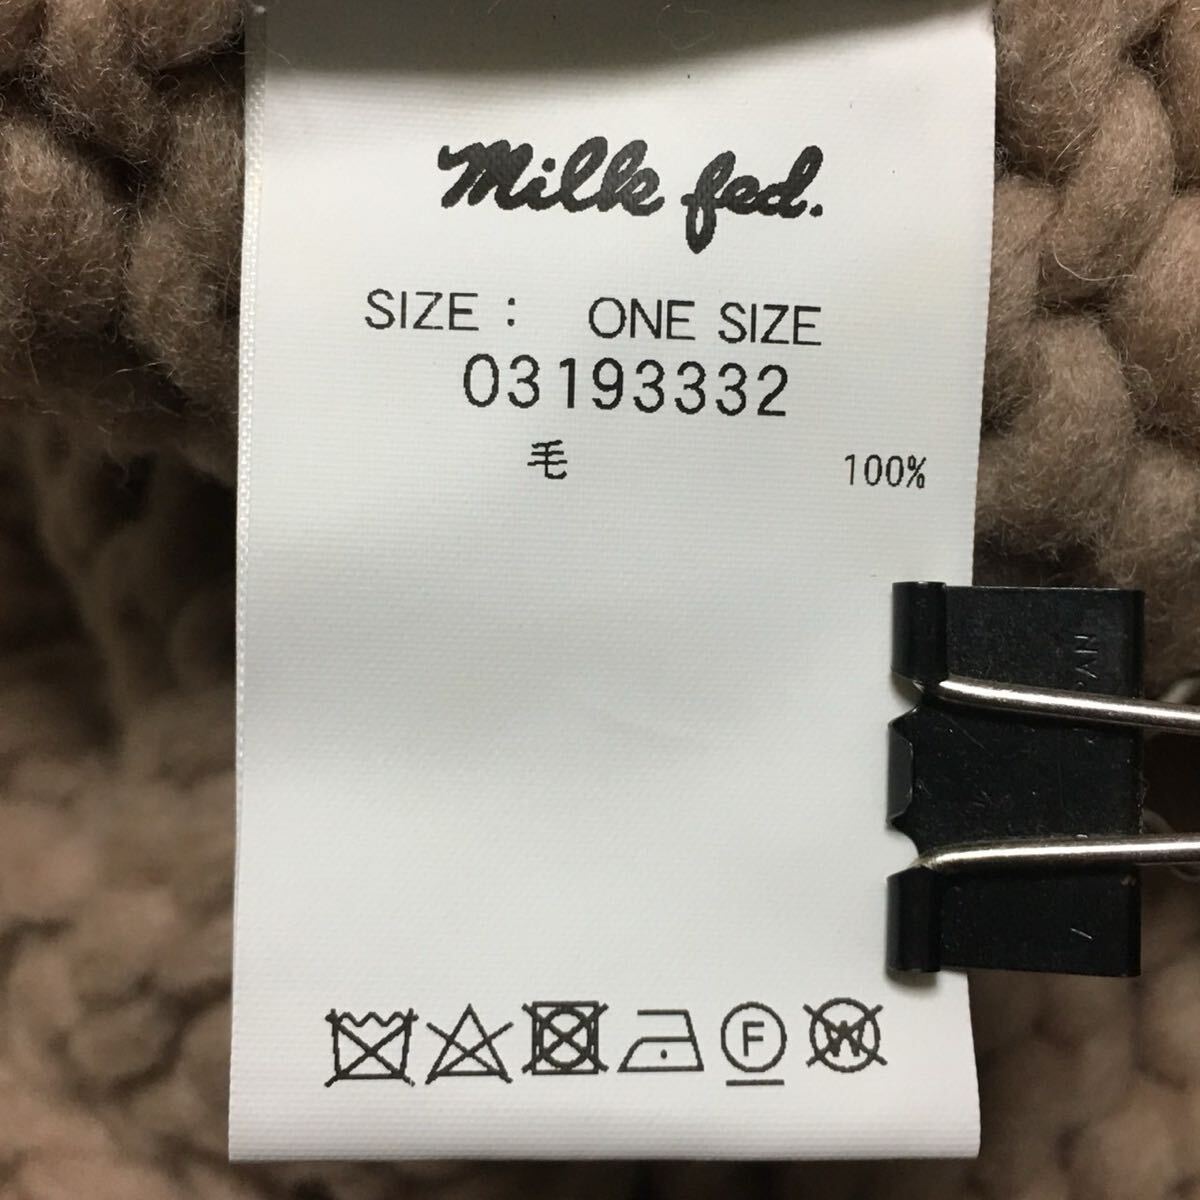 Milk fed.
SIZE : ONE SIZE
03193332
毛 100%
F
W